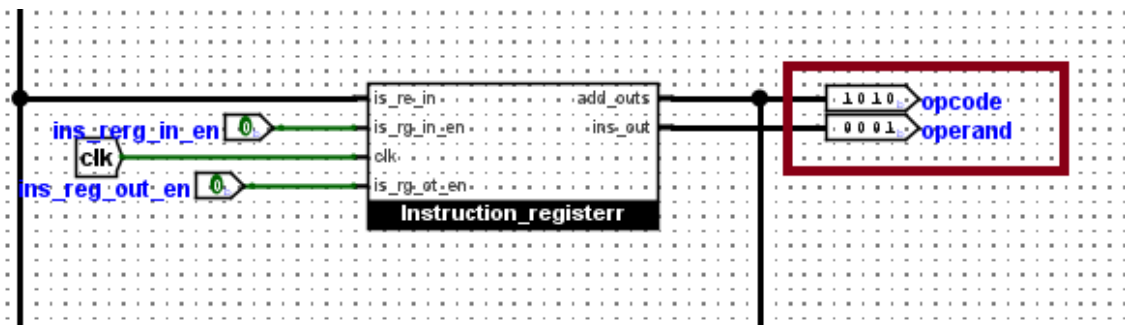 is_re_in add_outs 1010 opcode
ins_rerg_in_en 0 is_rg_in_en ins_out 0001 operand
clk clk
ins_reg_out_en 0 is_rg_ot_en
Instruction_registerr